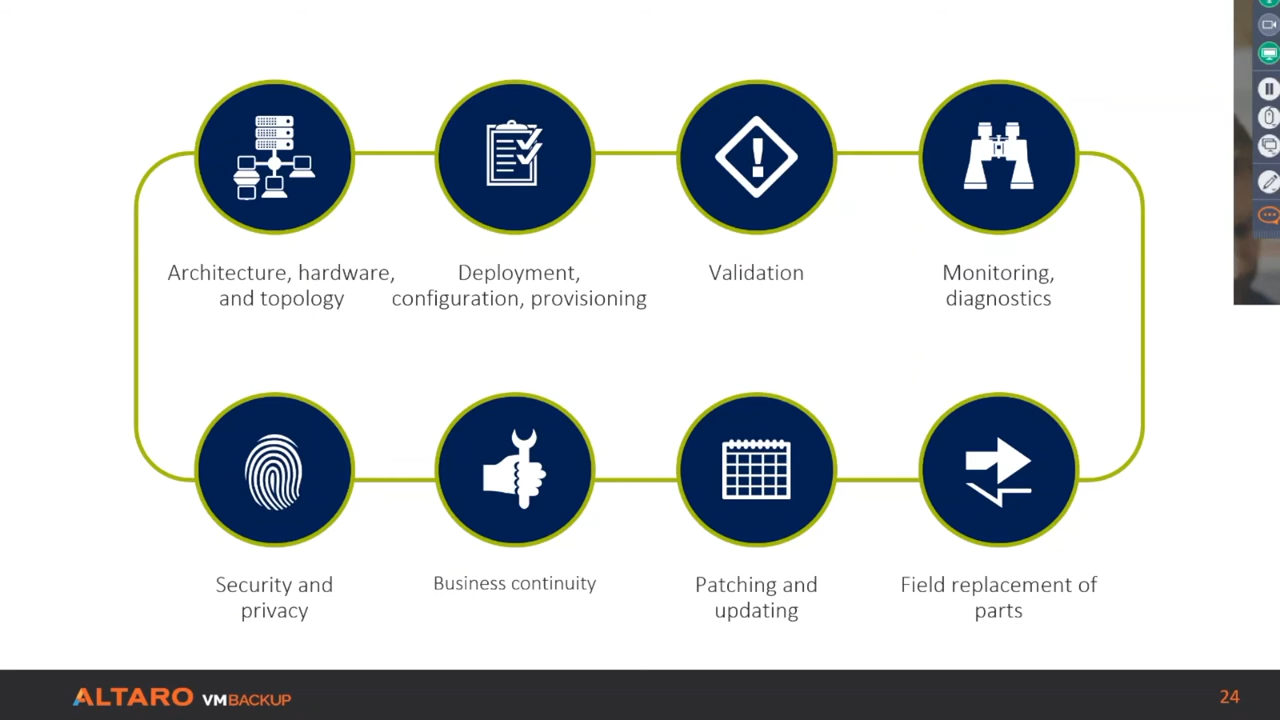 Architecture, hardware,
and topology
Deployment,
configuration, provisioning
Validation
Monitoring,
diagnostics
Security and
privacy
Business continuity
Patching and
updating
Field replacement of
parts
ALTARO VMBACKUP
24